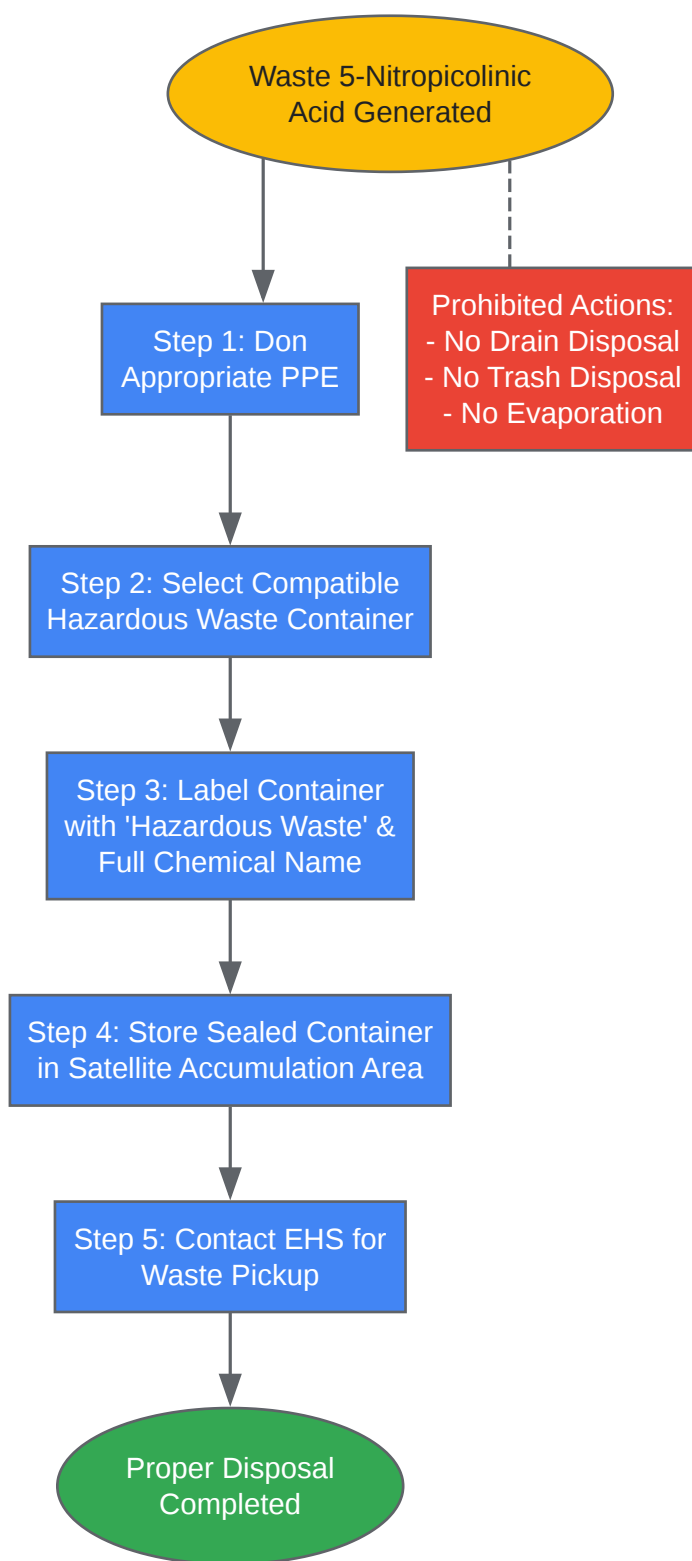 Waste 5-Nitropicolinic
Acid Generated
Prohibited Actions:
- No Drain Disposal
- No Trash Disposal
- No Evaporation
Step 1: Don
Appropriate PPE
Step 2: Select Compatible
Hazardous Waste Container
Step 3: Label Container
with 'Hazardous Waste' &
Full Chemical Name
Step 4: Store Sealed Container
in Satellite Accumulation Area
Step 5: Contact EHS for
Waste Pickup
Proper Disposal
Completed